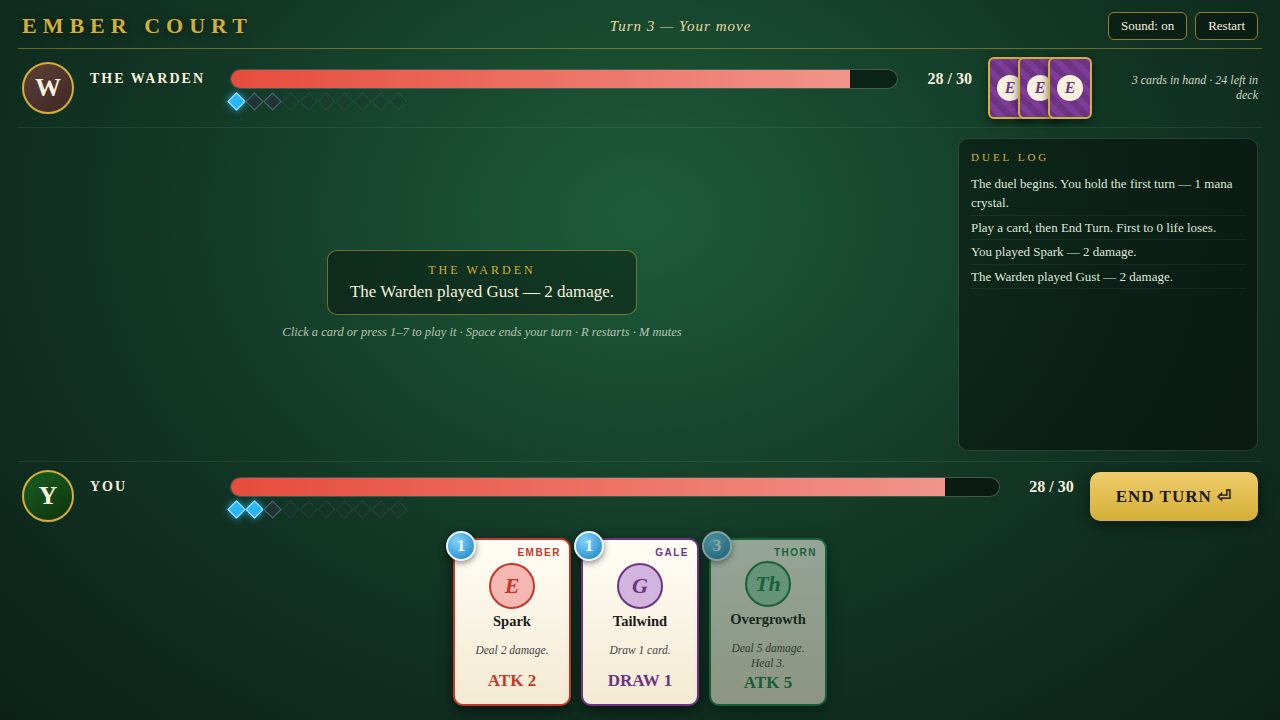 EMBER COURT
Turn 3 — Your move
Sound: on
Restart
W
THE WARDEN
28 / 30
E
E
E
3 cards in hand · 24 left in
deck
DUEL LOG
The duel begins. You hold the first turn — 1 mana
crystal.
Play a card, then End Turn. First to 0 life loses.
You played Spark — 2 damage.
The Warden played Gust — 2 damage.
THE WARDEN
The Warden played Gust — 2 damage.
Click a card or press 1–7 to play it · Space ends your turn · R restarts · M mutes
Y
YOU
28 / 30
END TURN ⏎
1
EMBER
E
Spark
Deal 2 damage.
ATK 2
1
GALE
G
Tailwind
Draw 1 card.
DRAW 1
3
THORN
Th
Overgrowth
Deal 5 damage.
Heal 3.
ATK 5